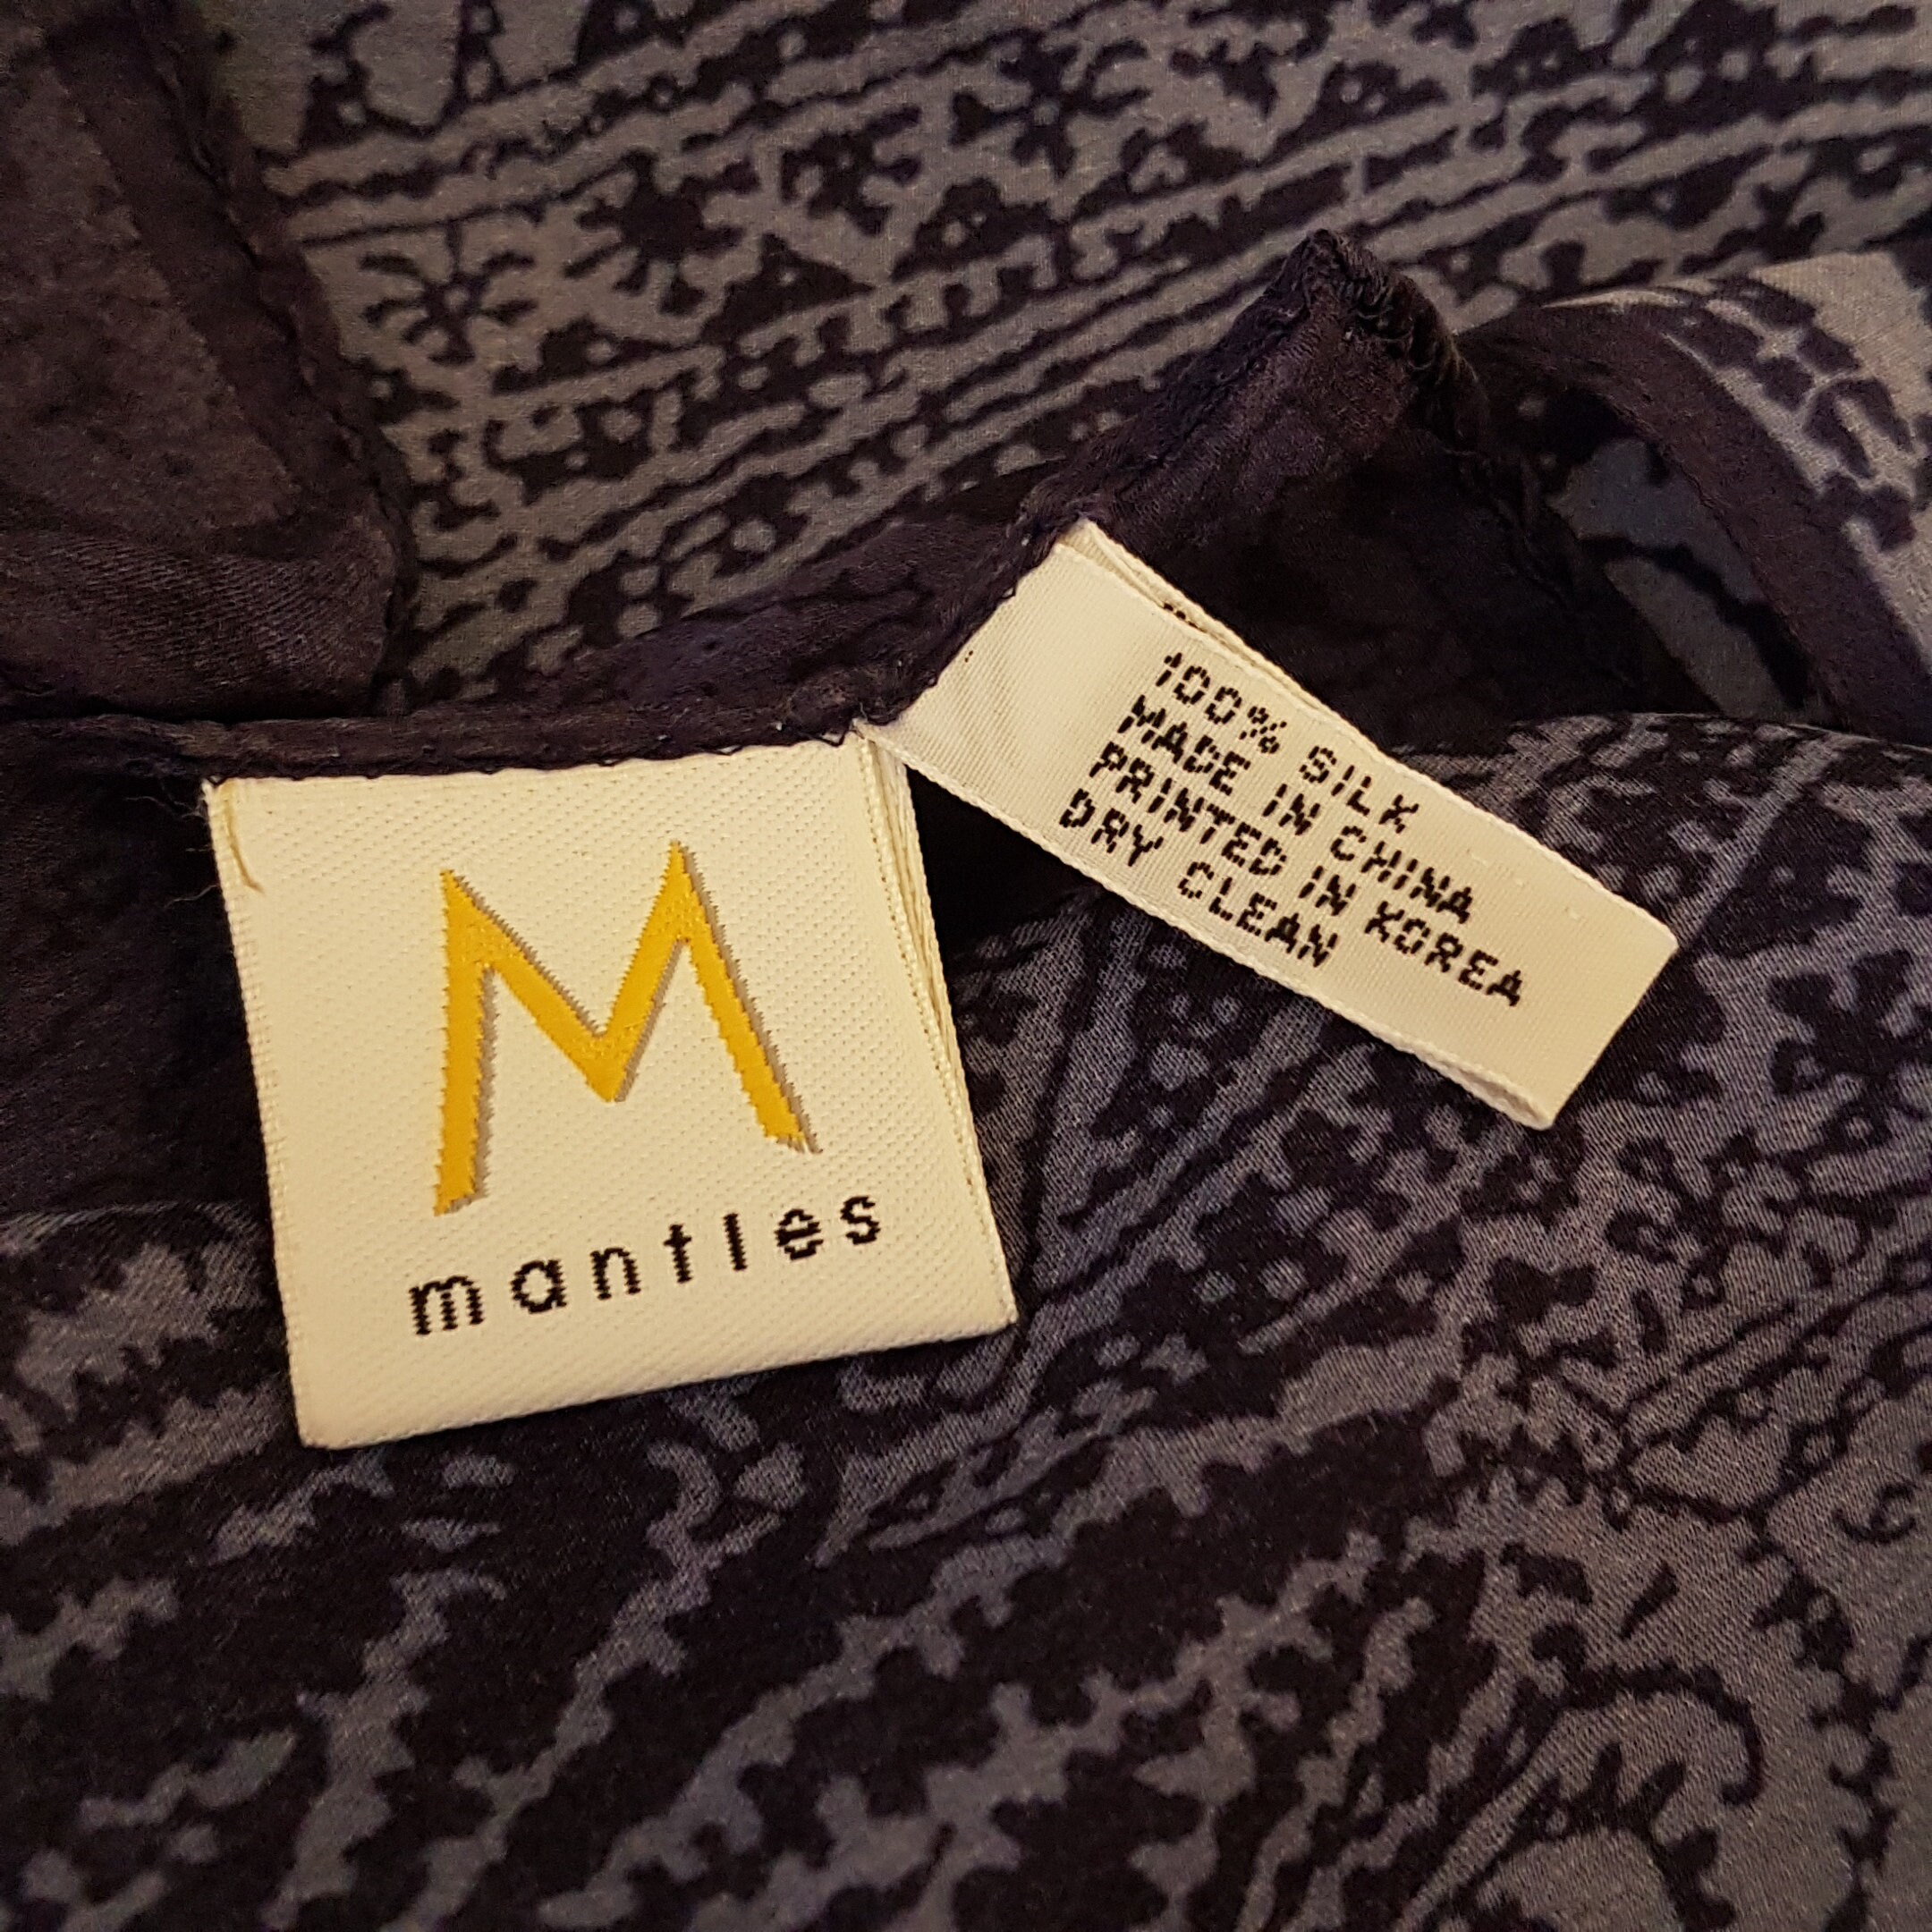 M
mantles
100% SILK
MADE IN CHINA
PRINTED IN KOREA
DRY CLEAN